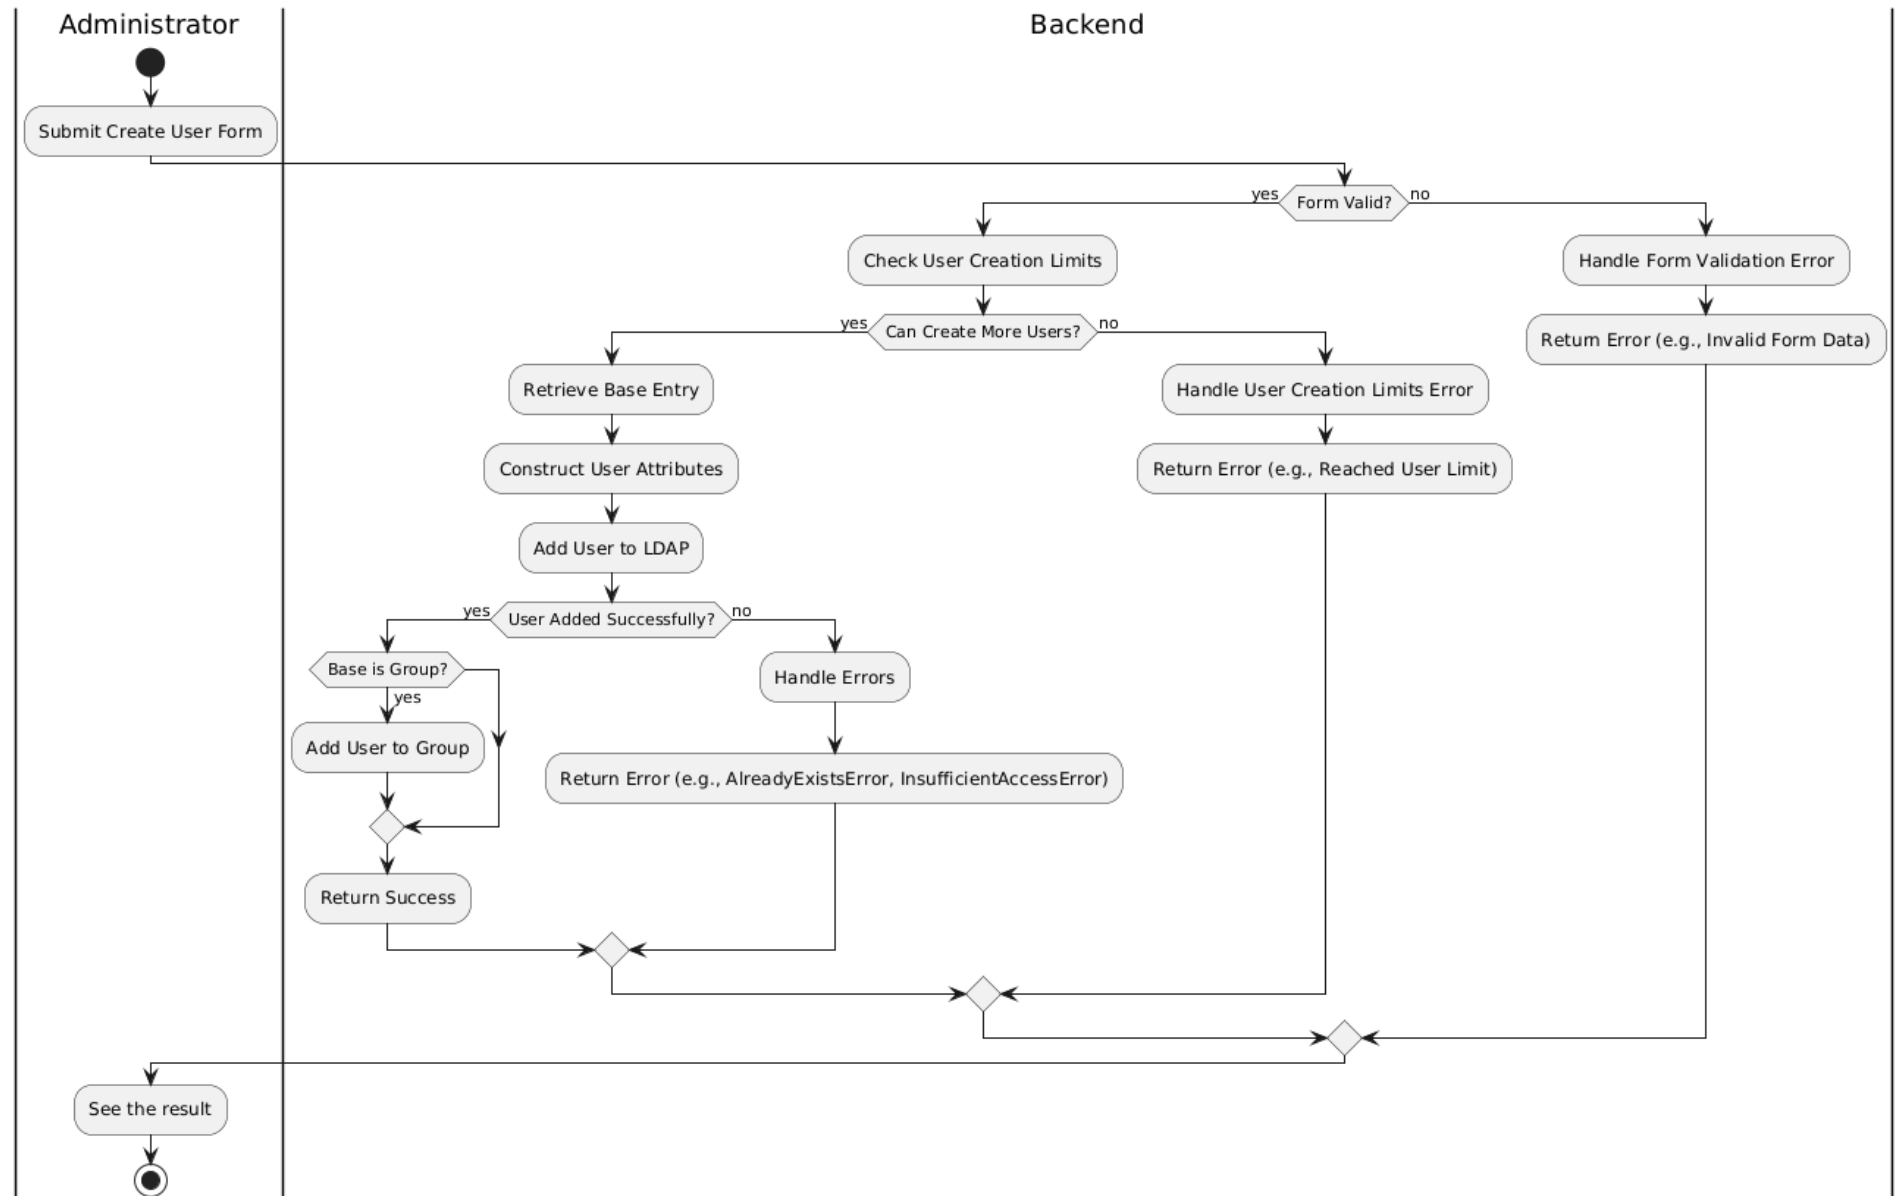 Administrator
Backend
Submit Create User Form
yes
Form Valid?
no
Check User Creation Limits
Handle Form Validation Error
yes
Can Create More Users?
no
Return Error (e.g., Invalid Form Data)
Retrieve Base Entry
Handle User Creation Limits Error
Construct User Attributes
Return Error (e.g., Reached User Limit)
Add User to LDAP
yes
User Added Successfully?
no
Base is Group?
Handle Errors
yes
Add User to Group
Return Error (e.g., AlreadyExistsError, InsufficientAccessError)
Return Success
See the result